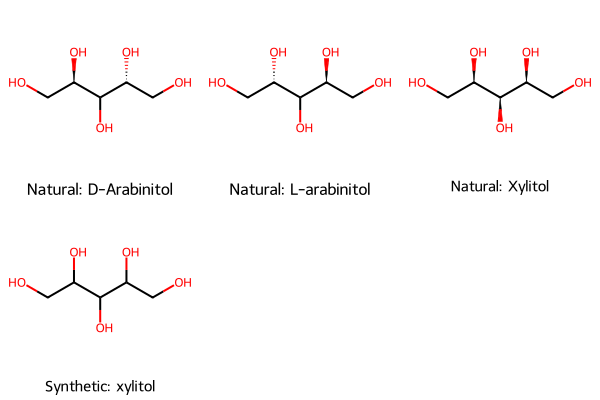 OH OH OH OH OH OH
HO OH HO OH HO OH
OH OH OH
Natural: D-Arabinitol Natural: L-arabinitol Natural: Xylitol
OH OH
HO OH
OH
Synthetic: xylitol